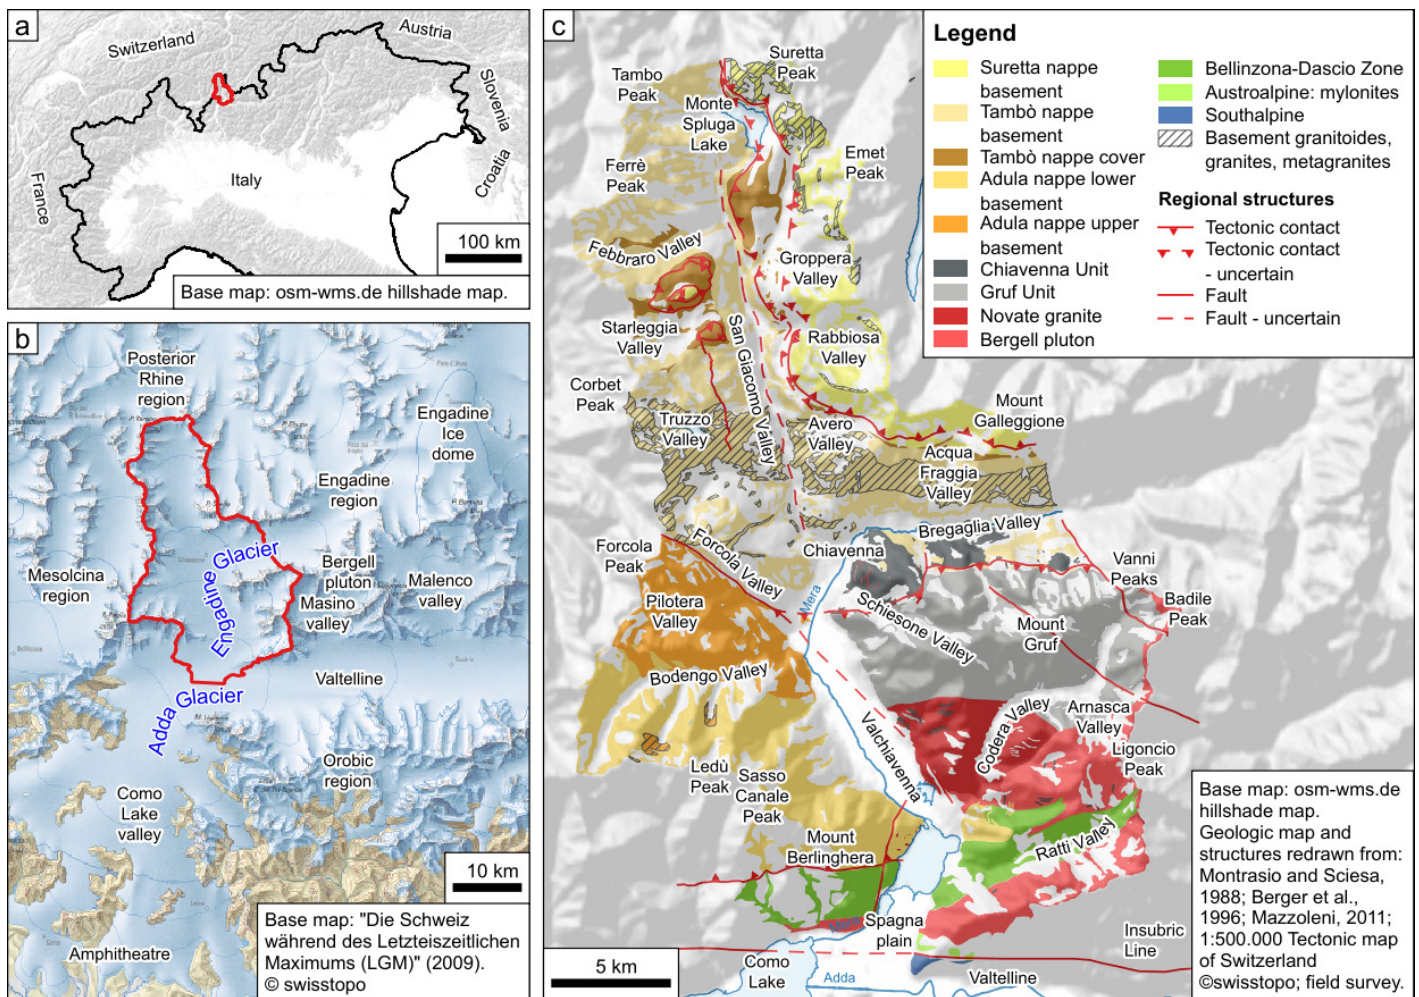 a
Switzerland
Austria
Slovenia
Croatia
France
Italy
100 km
Base map: osm-wms.de hillshade map.
b
Posterior
Rhine
region
Engadine
Ice
dome
Engadine
region
Mesolcina
region
Engadine Glacier
Bergell
pluton
Malenco
valley
Masino
valley
Valtelline
Adda Glacier
Orobic
region
Como
Lake
valley
Amphitheatre
10 km
Base map: "Die Schweiz
während des Letzteiszeitlichen
Maximums (LGM)" (2009).
© swisstopo
c
Suretta
Peak
Tambo
Peak
Monte
Spluga
Lake
Ferrè
Peak
Emet
Peak
Febbraro Valley
Groppera
Valley
Starleggia
Valley
San Giacomo Valley
Rabbiosa
Valley
Corbet
Peak
Truzzo
Valley
Avero
Valley
Mount
Galleggione
Acqua
Fraggia
Valley
Forcola
Peak
Forcola Valley
Chiavenna
Bregaglia Valley
Vanni
Peaks
Badile
Peak
Mera
Pilotera
Valley
Schiesone Valley
Mount
Gruf
Bodengo Valley
Valchiavenna
Codera Valley
Arnasca
Valley
Ligoncio
Peak
Ledù
Peak
Sasso
Canale
Peak
Mount
Berlinghera
Ratti Valley
Mera
Spagna
plain
Insubric
Line
Como
Lake
Adda
Valtelline
5 km
Legend
Suretta nappe
basement
Tambò nappe
basement
Tambò nappe cover
Adula nappe lower
basement
Adula nappe upper
basement
Chiavenna Unit
Gruf Unit
Novate granite
Bergell pluton
Bellinzona-Dascio Zone
Austroalpine: mylonites
Southalpine
Basement granitoides,
granites, metagranites
Regional structures
Tectonic contact
Tectonic contact
- uncertain
Fault
Fault - uncertain
Base map: osm-wms.de
hillshade map.
Geologic map and
structures redrawn from:
Montrasio and Sciesa,
1988; Berger et al.,
1996; Mazzoleni, 2011;
1:500.000 Tectonic map
of Switzerland
©swisstopo; field survey.